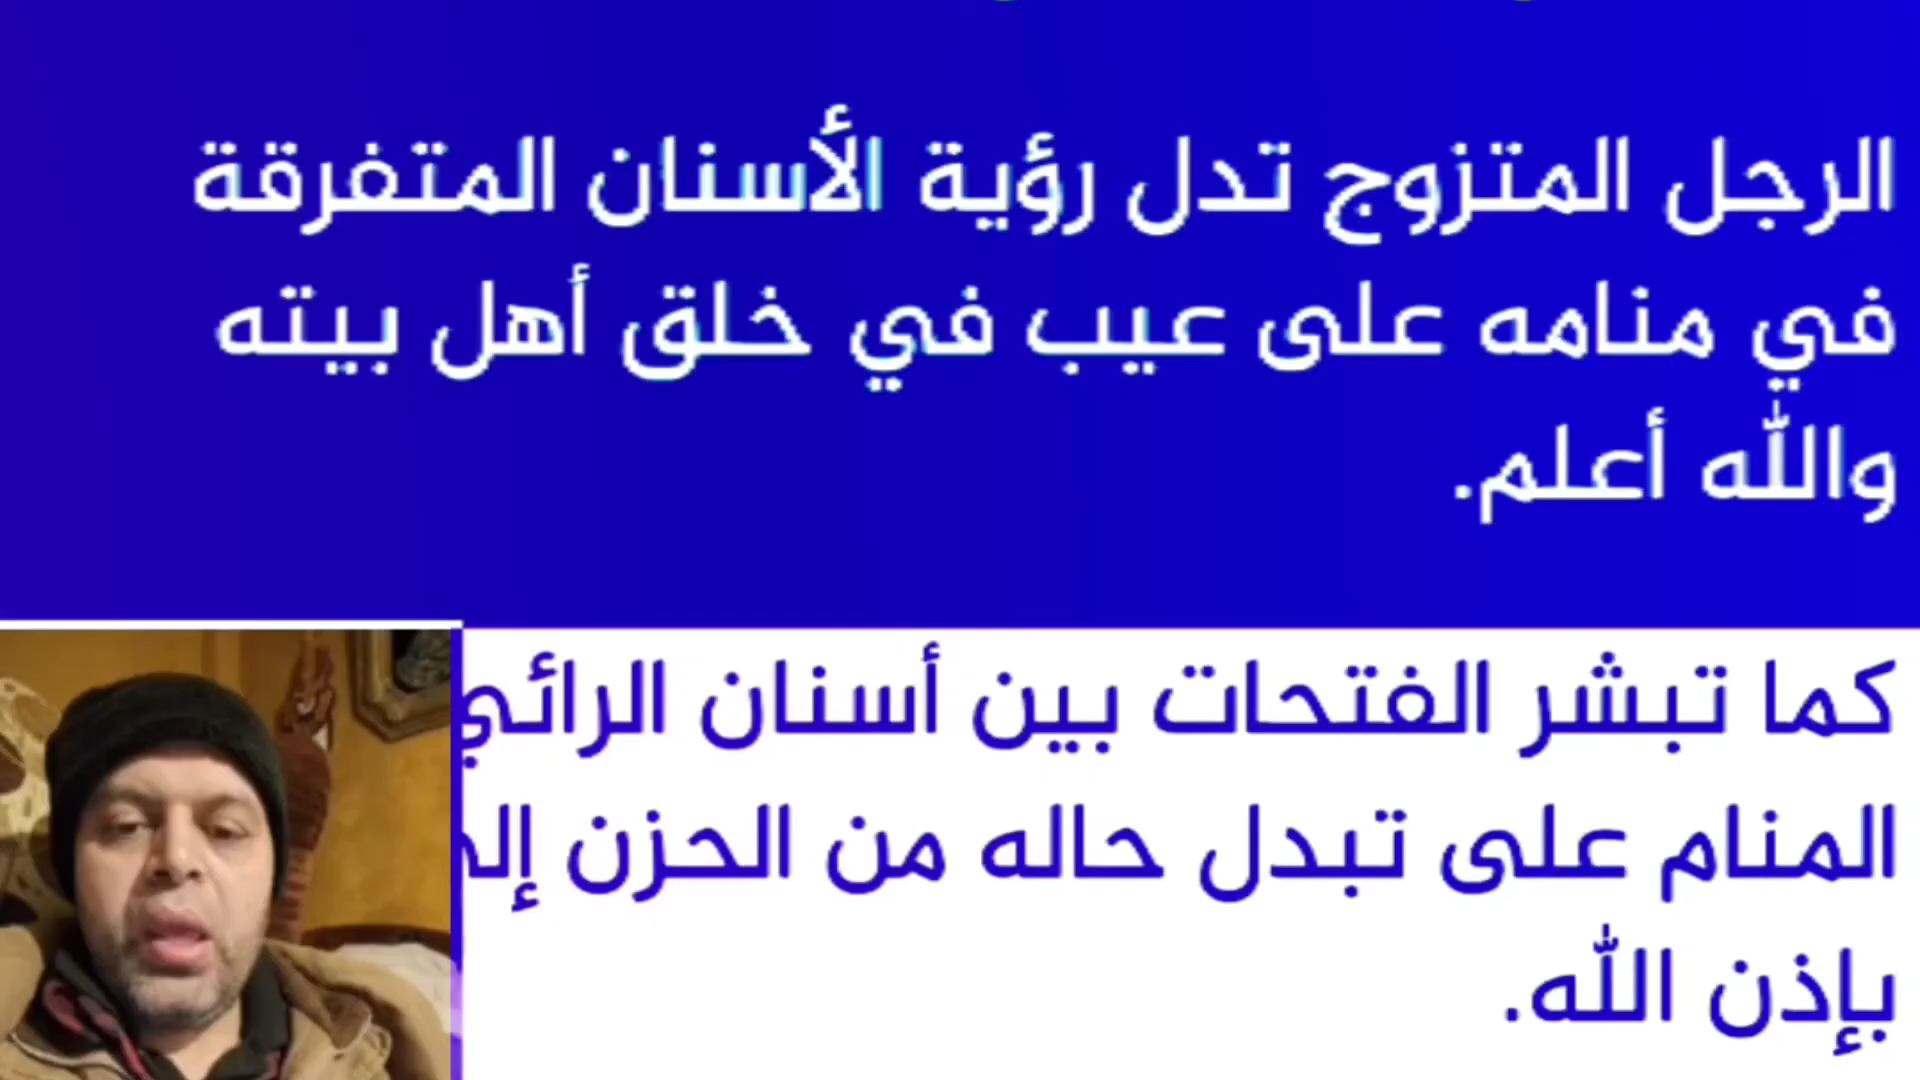 الرجل المتزوج تدل رؤية الأسنان المتفرقة
في منامه على عيب في خلق أهل بيته
والله أعلم.
كما تبشر الفتحات بين أسنان الرائي
المنام على تبدل حاله من الحزن
بإذن الله.